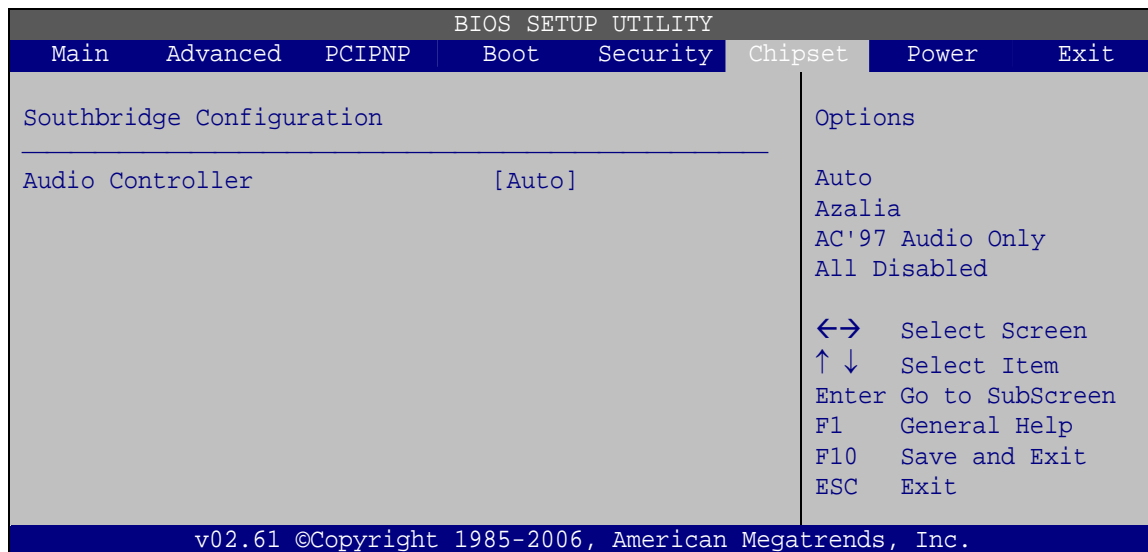 BIOS SETUP UTILITY
Main Advanced PCIPNP Boot Security Chipset Power Exit
Southbridge Configuration
Audio Controller [Auto]
Options
Auto
Azalia
AC'97 Audio Only
All Disabled
←→ Select Screen
↑ ↓ Select Item
Enter Go to SubScreen
F1 General Help
F10 Save and Exit
ESC Exit
v02.61 ©Copyright 1985-2006, American Megatrends, Inc.